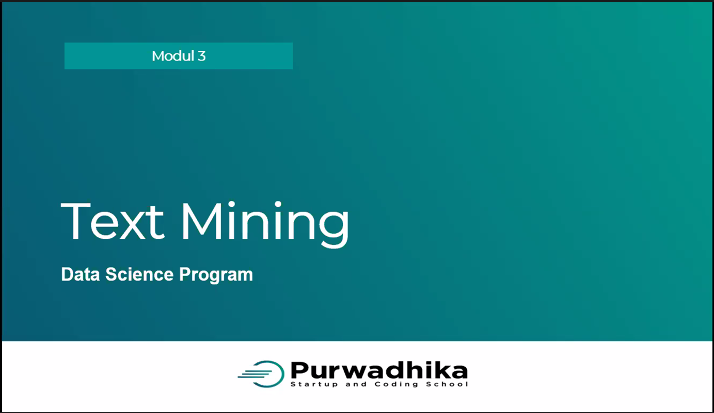 Modul 3
Text Mining
Data Science Program
Purwadhika
Startup and Coding School